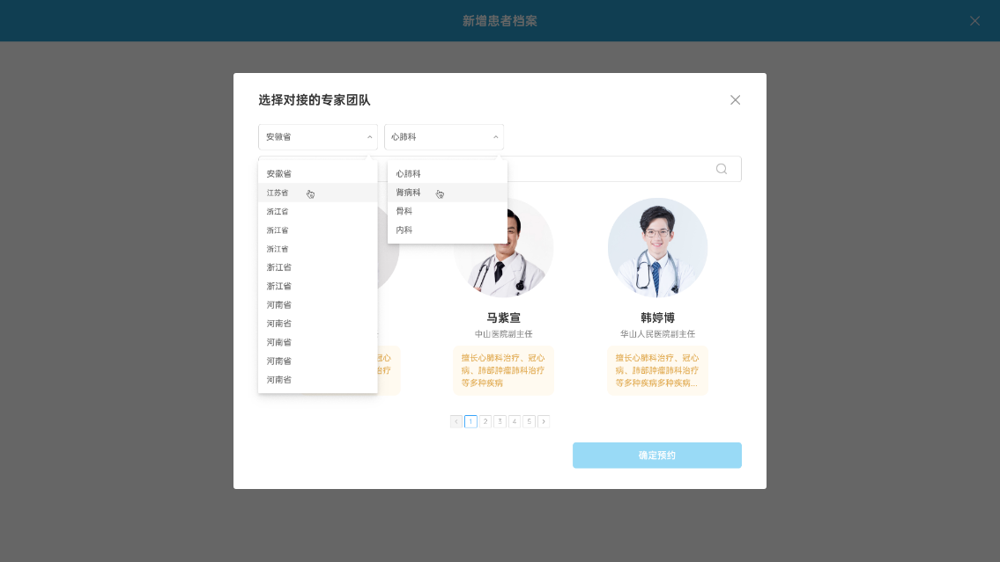 新增患者档案
选择对接的专家团队
安徽省
心肺科
安徽省
江苏省
浙江省
浙江省
浙江省
浙江省
浙江省
河南省
河南省
河南省
河南省
河南省
心肺科
肾病科
骨科
内科
冠心
治疗
马紫宣
中山医院副主任
擅长心肺科治疗、冠心
病、肺部肿瘤肺科治疗
等多种疾病
韩婷博
华山人民医院副主任
擅长心肺科治疗、冠心
病、肺部肿瘤肺科治疗
等多种疾病多种疾病...
1 2 3 4 5
确定预约